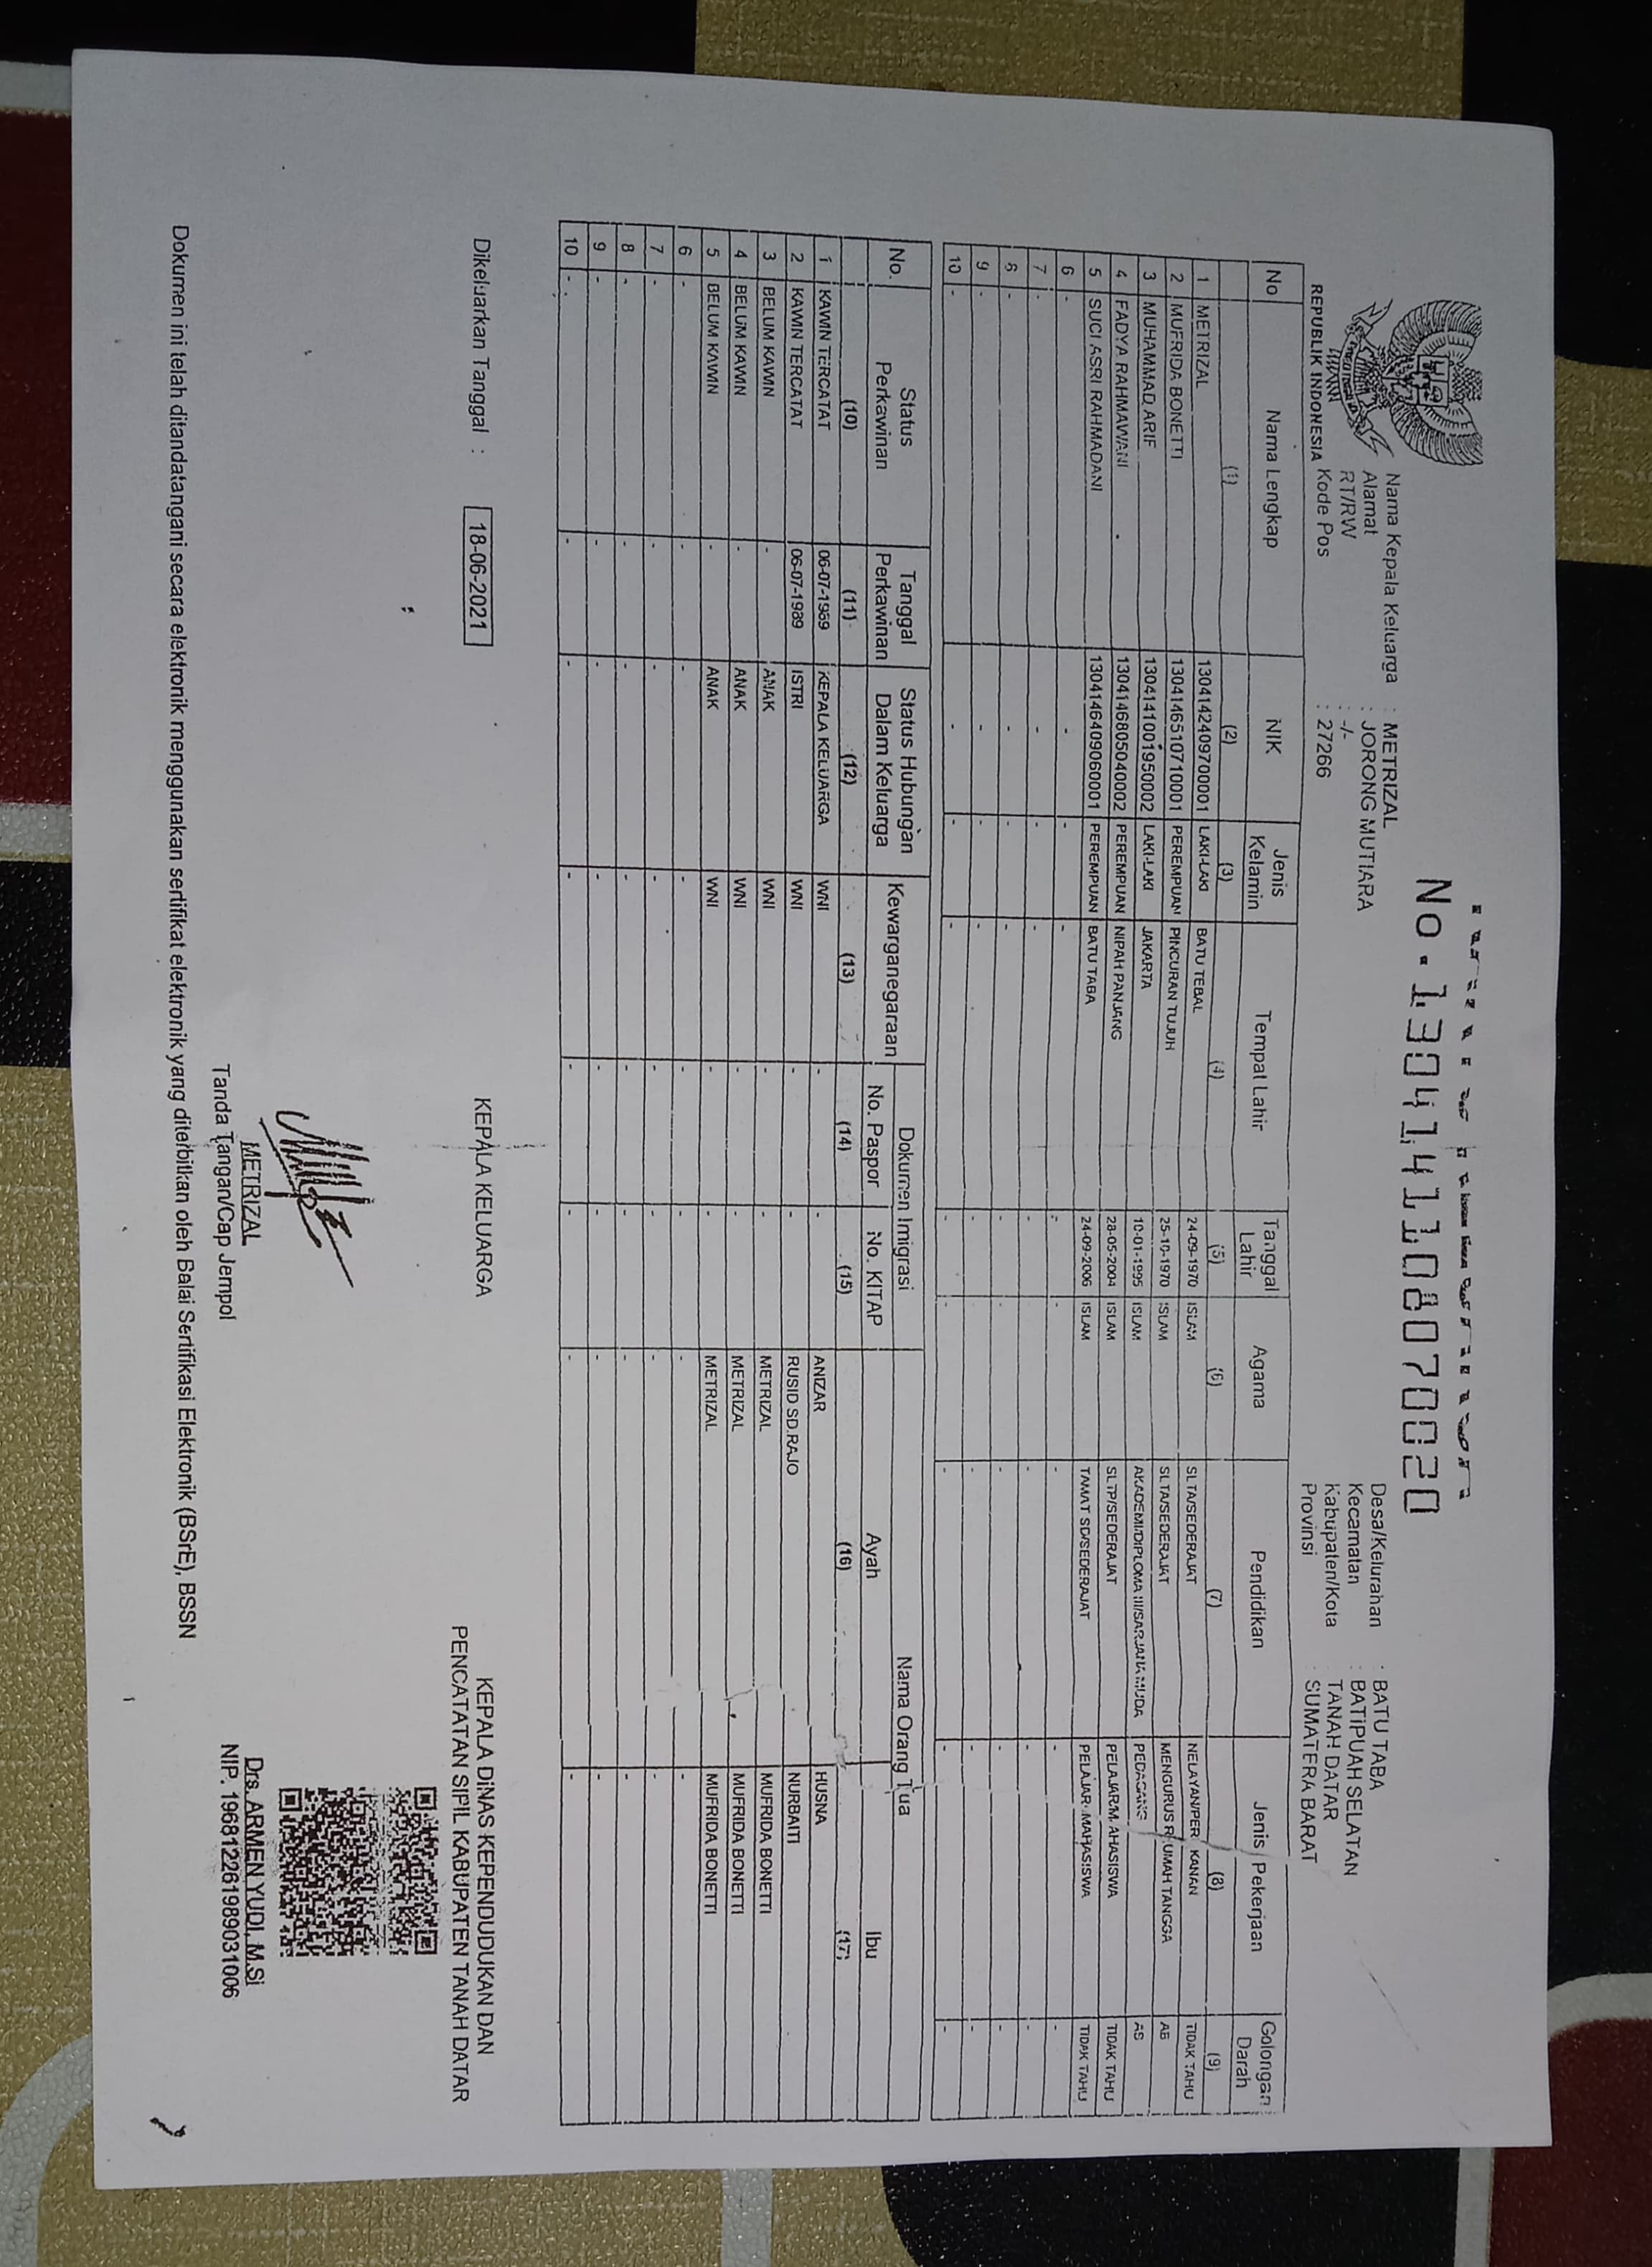 No. 1304141108070020
REPUBLIK INDONESIA
Nama Kepala Keluarga : METRIZAL
Alamat : JORONG MUTIARA
RT/RW : -/-
Kode Pos : 27266
Desa/Kelurahan : BATU TABA
Kecamatan : BATIPUAH SELATAN
Kabupaten/Kota : TANAH DATAR
Provinsi : SUMATERA BARAT
No Nama Lengkap NIK Jenis Kelamin Tempat Lahir Tanggal Lahir Agama Pendidikan Jenis Pekerjaan Golongan Darah
(1) (2) (3) (4) (5) (6) (7) (8) (9)
1 METRIZAL 1304142409700001 LAKI-LAKI BATU TEBAL 24-09-1970 ISLAM SLTA/SEDERAJAT NELAYAN/PERIKANAN TIDAK TAHU
2 MUFRIDA BONETTI 1304146510710001 PEREMPUAN PINCURAN TUJUH 25-10-1970 ISLAM SLTA/SEDERAJAT MENGURUS RUMAH TANGGA AB
3 MUHAMMAD ARIF 1304141001950002 LAKI-LAKI JAKARTA 10-01-1995 ISLAM AKADEMI/DIPLOMA III/SARJANA MUDA PEDAGANG
4 FADYA RAHMAWANI 1304146805040002 PEREMPUAN NIPAH PANJANG 28-05-2004 ISLAM SLTP/SEDERAJAT PELAJAR/MAHASISWA TIDAK TAHU
5 SUCI ASRI RAHMADANI 1304146409060001 PEREMPUAN BATU TABA 24-09-2006 ISLAM TAMAT SD/SEDERAJAT PELAJAR/MAHASISWA TIDAK TAHU
6 - - - - - - - - -
7 - - - - - - - - -
8 - - - - - - - - -
9 - - - - - - - - -
10 - - - - - - - - -
No. Status Perkawinan Tanggal Perkawinan Status Hubungan Dalam Keluarga Kewarganegaraan Dokumen Imigrasi Nama Orang Tua
No. Paspor No. KITAP Ayah Ibu
(10) (11) (12) (13) (14) (15) (16) (17)
1 KAWIN TERCATAT 06-07-1989 KEPALA KELUARGA WNI - - ANIZAR HUSNA
2 KAWIN TERCATAT 06-07-1989 ISTRI WNI - - RUSID SD.RAJO NURBAITI
3 BELUM KAWIN - ANAK WNI - - METRIZAL MUFRIDA BONETTI
4 BELUM KAWIN - ANAK WNI - - METRIZAL MUFRIDA BONETTI
5 BELUM KAWIN - ANAK WNI - - METRIZAL MUFRIDA BONETTI
6 - - - - - - - -
7 - - - - - - - -
8 - - - - - - - -
9 - - - - - - - -
10 - - - - - - - -
Dikeluarkan Tanggal : 18-06-2021
KEPALA KELUARGA
METRIZAL
Tanda Tangan/Cap Jempol
KEPALA DINAS KEPENDUDUKAN DAN
PENCATATAN SIPIL KABUPATEN TANAH DATAR
Drs. ARMEN YUDI, M.Si
NIP. 196812261989031006
Dokumen ini telah ditandatangani secara elektronik menggunakan sertifikat elektronik yang diterbitkan oleh Balai Sertifikasi Elektronik (BSrE), BSSN